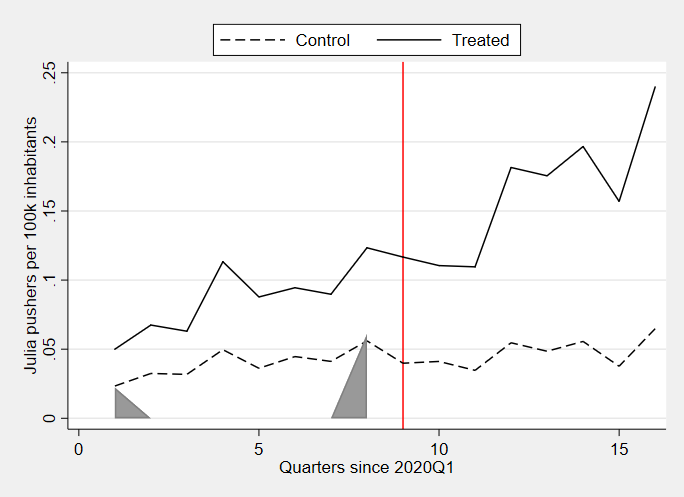 Control Treated
Julia pushers per 100k inhabitants
.25
.2
.15
.1
.05
0
0 5 10 15
Quarters since 2020Q1